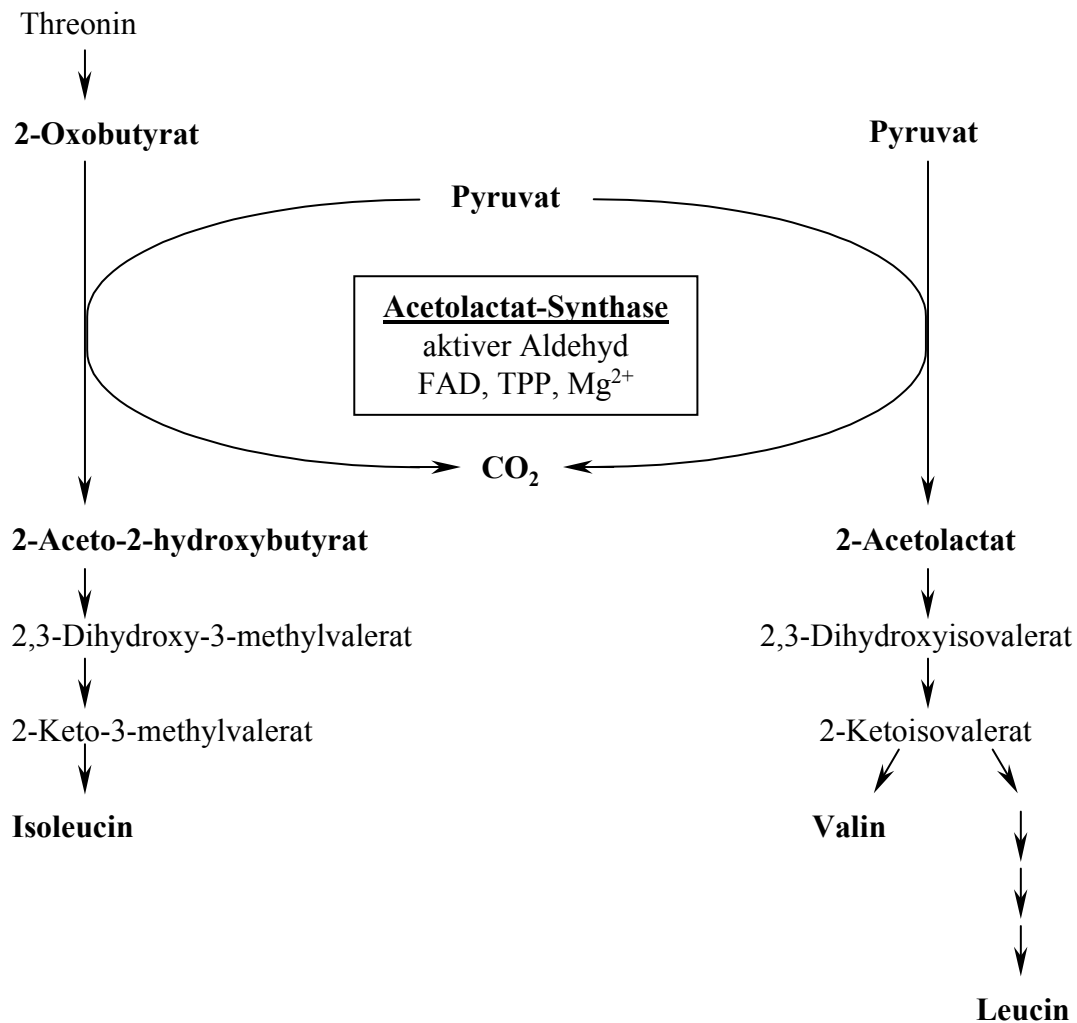 Threonin
2-Oxobutyrat
Pyruvat
Pyruvat
Acetolactat-Synthase
aktiver Aldehyd
FAD, TPP, Mg²⁺
CO₂
2-Aceto-2-hydroxybutyrat
2-Acetolactat
2,3-Dihydroxy-3-methylvalerat
2,3-Dihydroxyisovalerat
2-Keto-3-methylvalerat
2-Ketoisovalerat
Isoleucin
Valin
Leucin